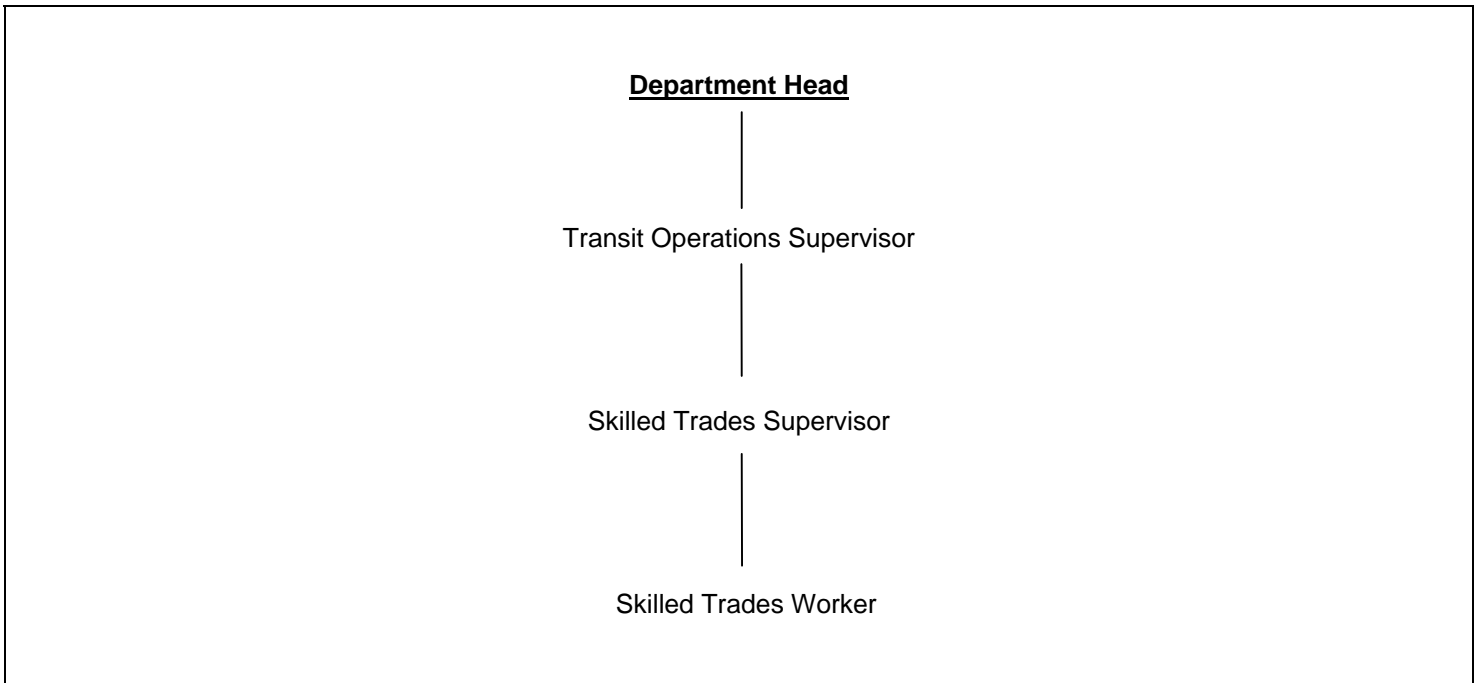 Department Head
Transit Operations Supervisor
Skilled Trades Supervisor
Skilled Trades Worker